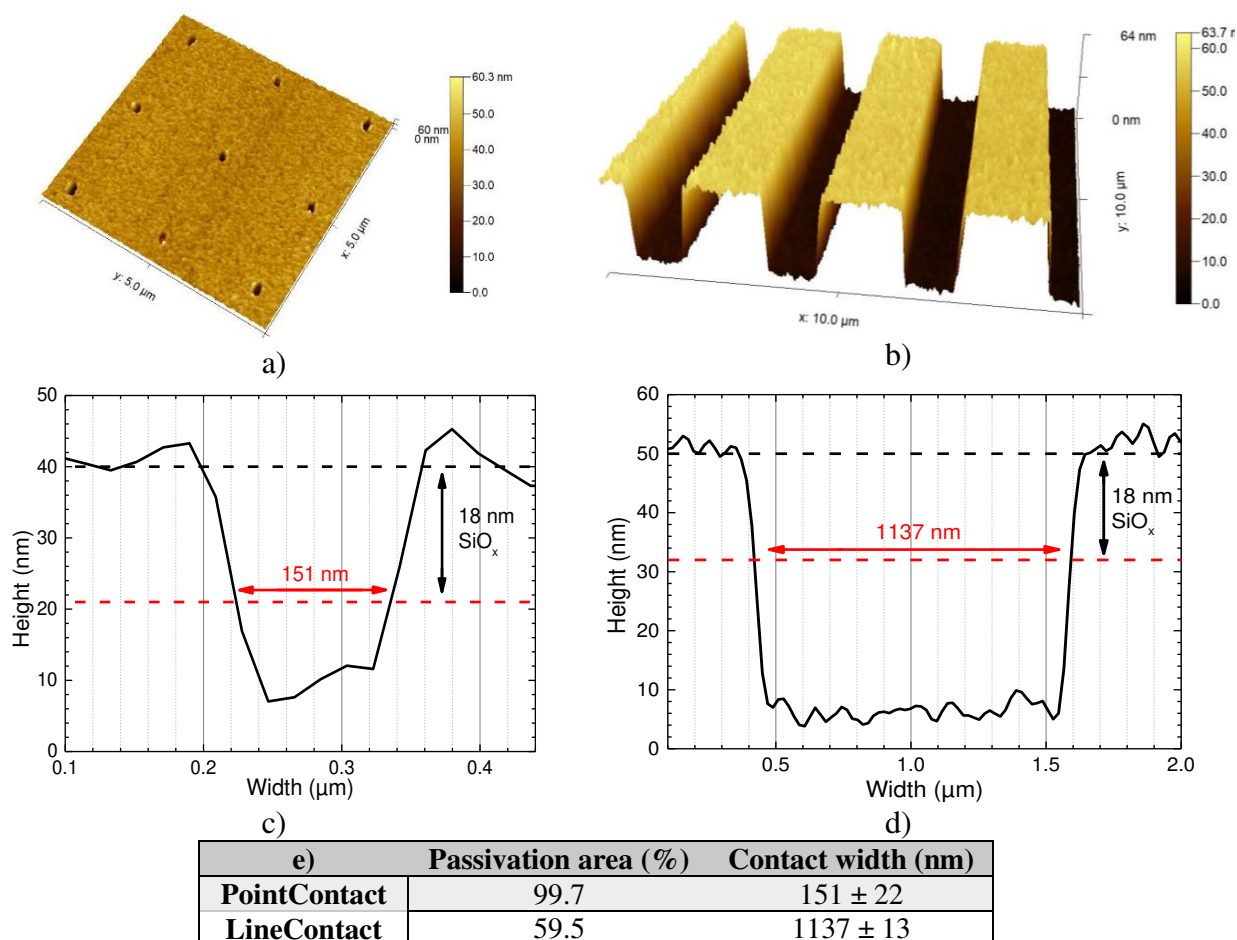 60.3 nm
60 nm
0 nm
50.0
40.0
30.0
20.0
10.0
0.0
x: 5.0 µm
y: 5.0 µm
a)
64 nm
0 nm
y: 10.0 µm
x: 10.0 µm
63.7 n
60.0
50.0
40.0
30.0
20.0
10.0
0.0
b)
50
40
30
20
10
0
Height (nm)
18 nm
SiOₓ
151 nm
0.1 0.2 0.3 0.4
Width (µm)
c)
60
50
40
30
20
10
0
Height (nm)
1137 nm
18 nm
SiOₓ
0.5 1.0 1.5 2.0
Width (µm)
d)
e) Passivation area (%) Contact width (nm)
PointContact 99.7 151 ± 22
LineContact 59.5 1137 ± 13